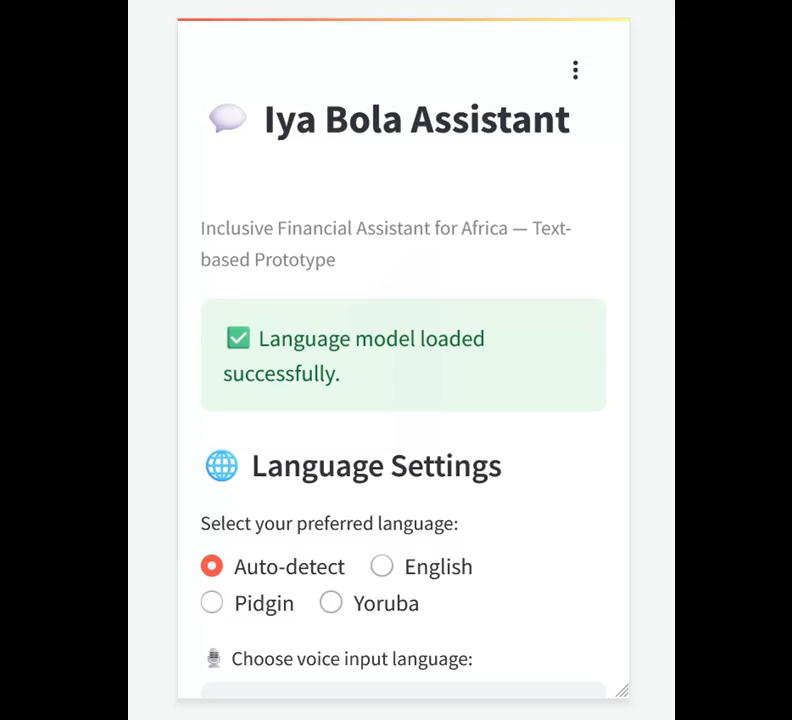 Iya Bola Assistant
Inclusive Financial Assistant for Africa — Text-
based Prototype
Language model loaded
successfully.
Language Settings
Select your preferred language:
Auto-detect English
Pidgin Yoruba
Choose voice input language: